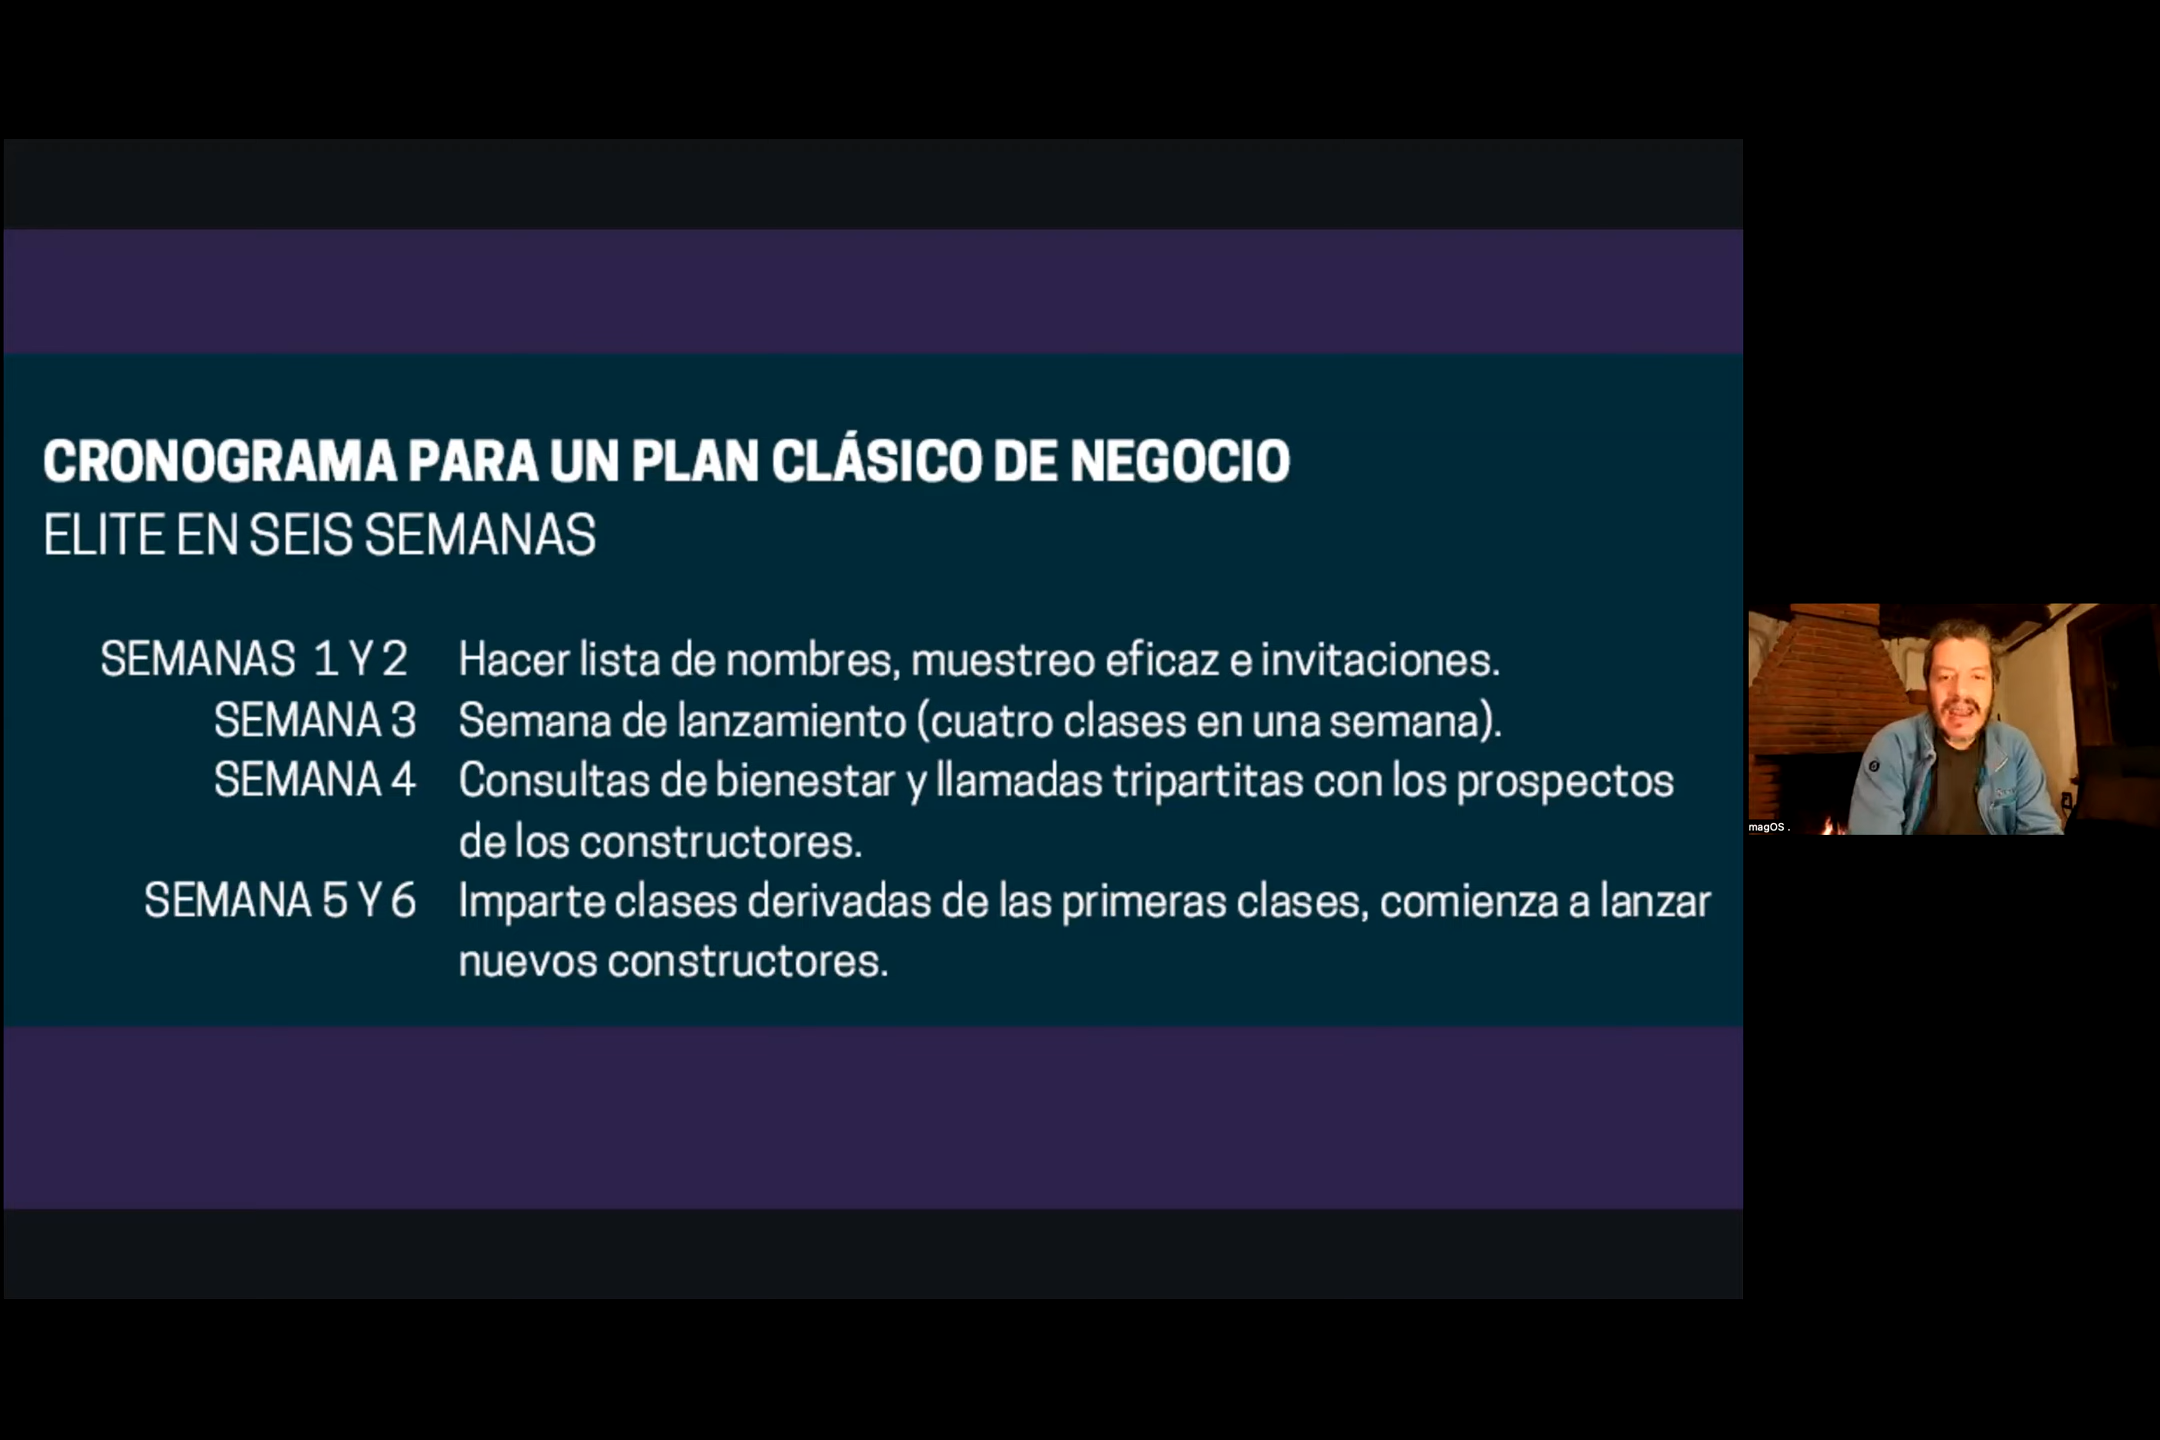 CRONOGRAMA PARA UN PLAN CLÁSICO DE NEGOCIO
ELITE EN SEIS SEMANAS
SEMANAS 1 Y 2 Hacer lista de nombres, muestreo eficaz e invitaciones.
SEMANA 3 Semana de lanzamiento (cuatro clases en una semana).
SEMANA 4 Consultas de bienestar y llamadas tripartitas con los prospectos
de los constructores.
SEMANA 5 Y 6 Imparte clases derivadas de las primeras clases, comienza a lanzar
nuevos constructores.
magOS .